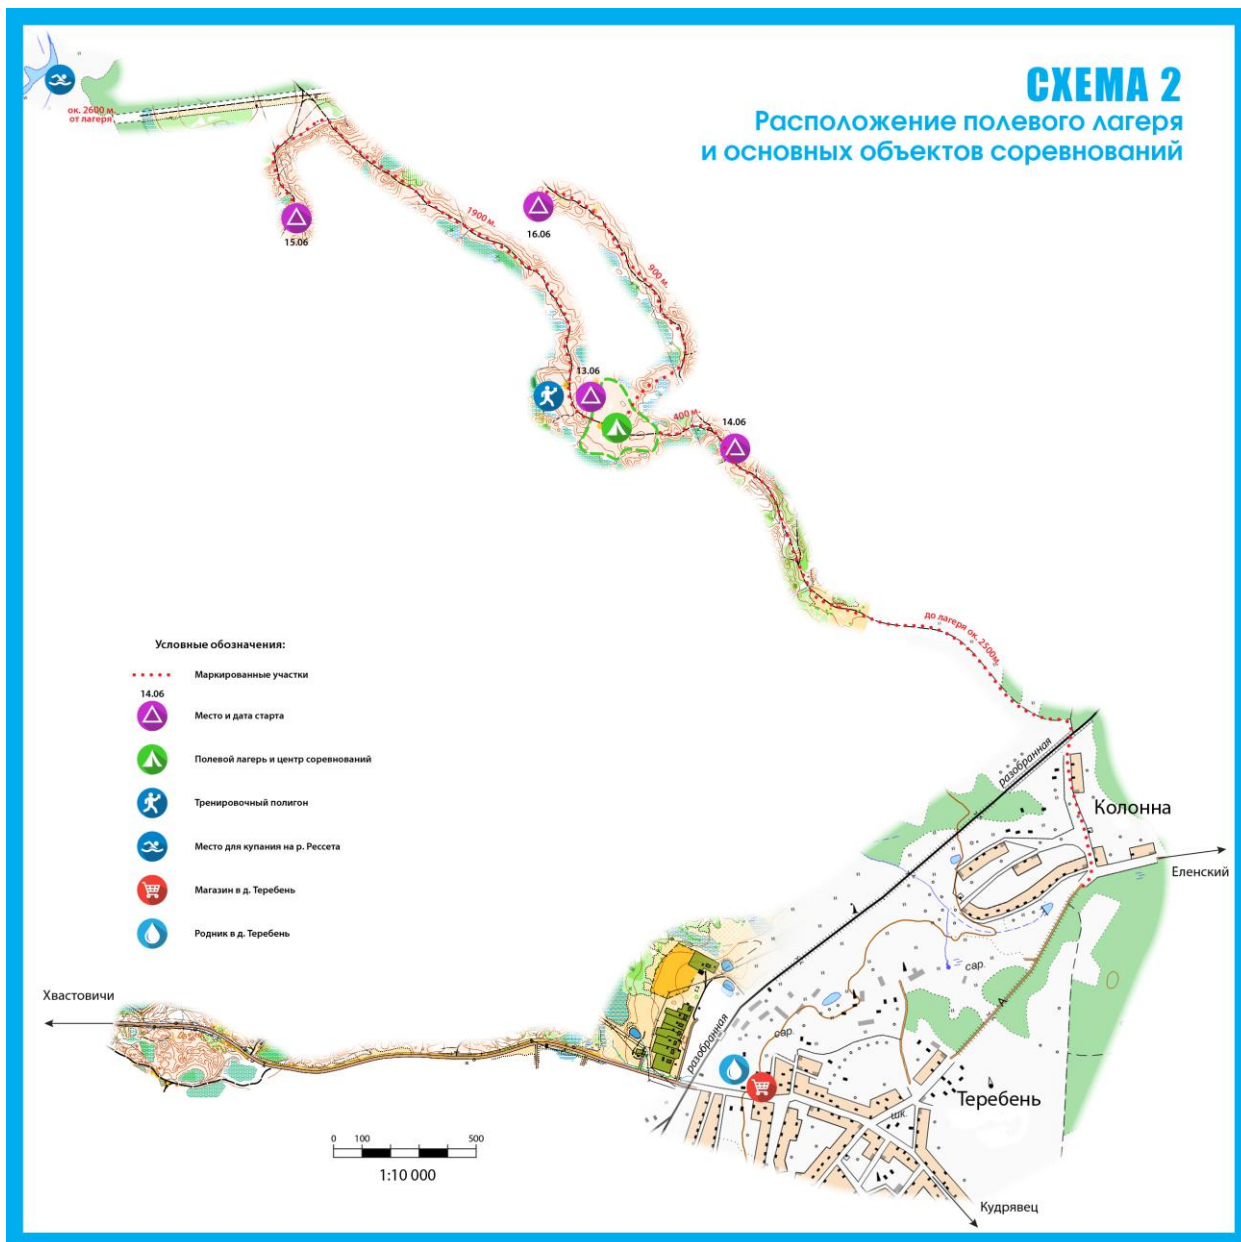 СХЕМА 2
Расположение полевого лагеря
и основных объектов соревнований
ок. 2600 м.
от лагеря
15.06
1900 м.
16.06
900 м.
13.06
400 м.
14.06
до лагеря ок. 2500м.
Условные обозначения:
Маркированные участки
14.06
Место и дата старта
Полевой лагерь и центр соревнований
Тренировочный полигон
Место для купания на р. Рессета
Магазин в д. Теребень
Родник в д. Теребень
разобранная
Колонна
Еленский
сар.
А
Хвастовичи
разобранная
сар.
Теребень
шк.
Кудрявец
0 100 500
1:10 000